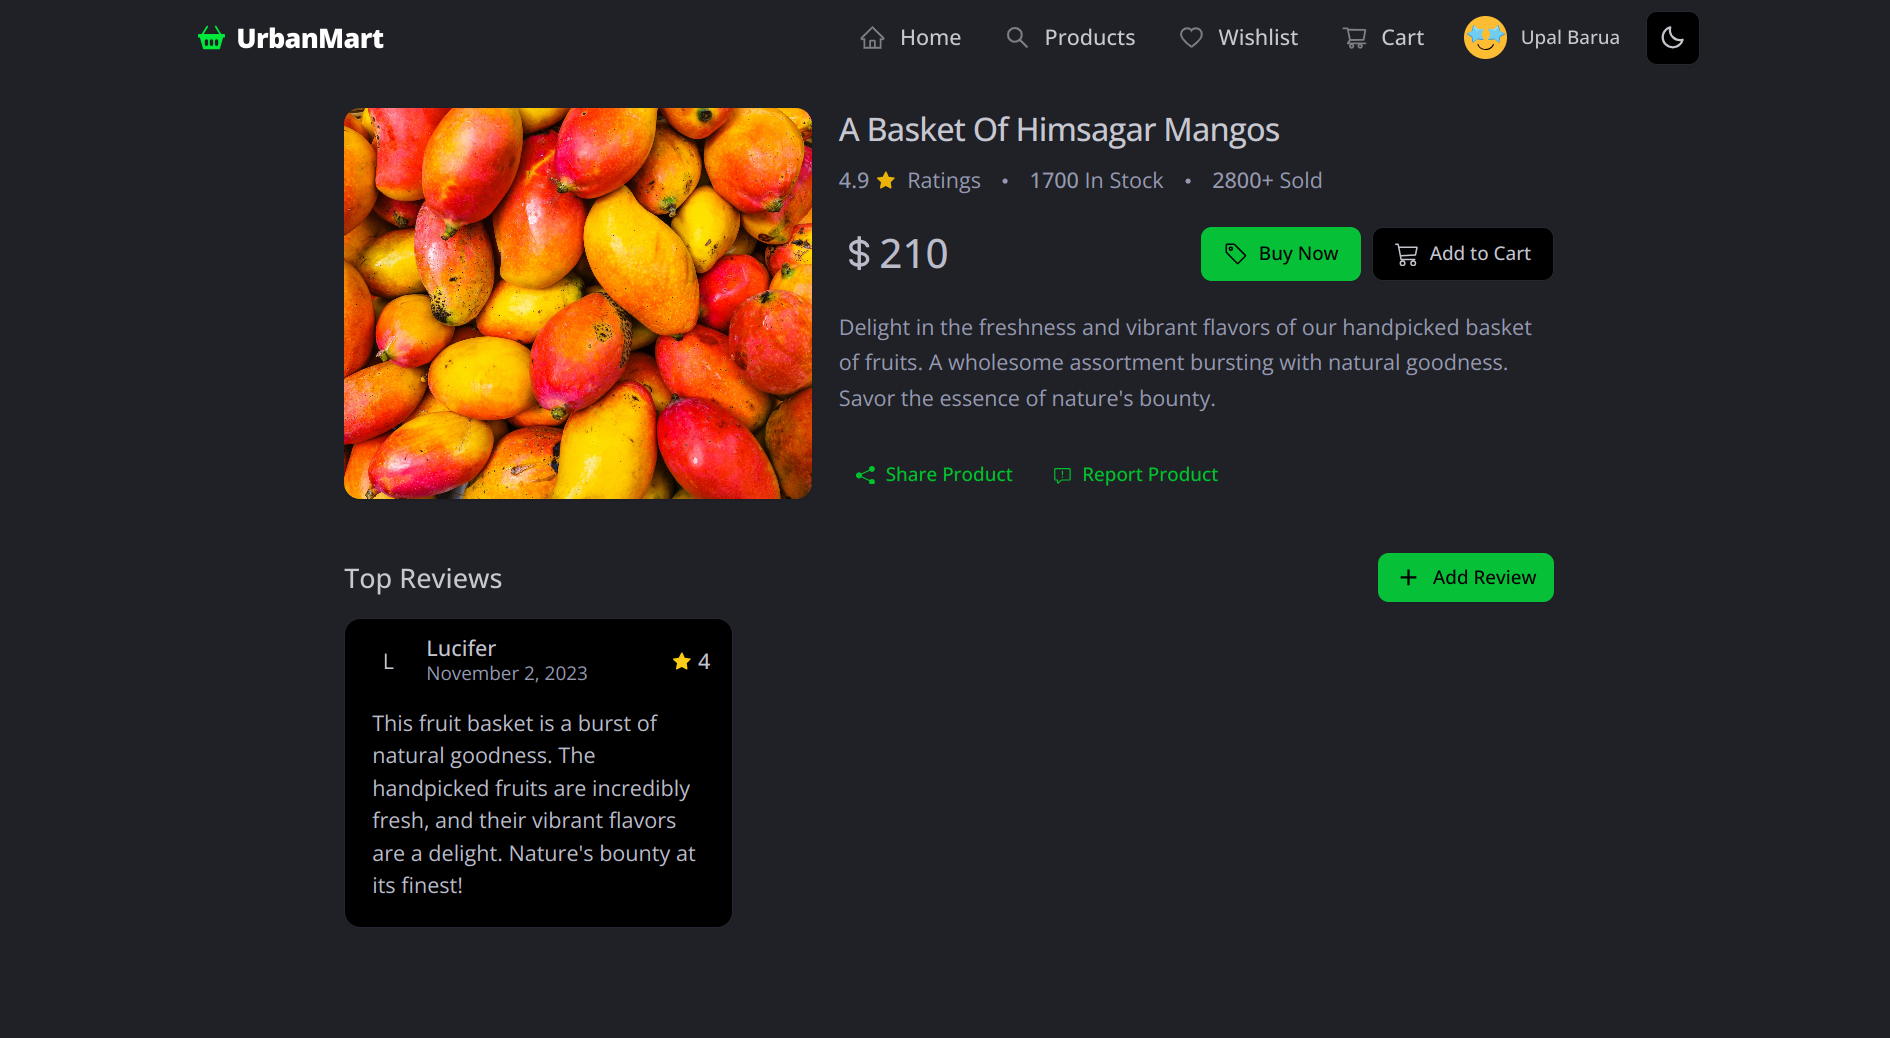 UrbanMart
Home
Products
Wishlist
Cart
Upal Barua
A Basket Of Himsagar Mangos
4.9 Ratings • 1700 In Stock • 2800+ Sold
$ 210
Buy Now
Add to Cart
Delight in the freshness and vibrant flavors of our handpicked basket
of fruits. A wholesome assortment bursting with natural goodness.
Savor the essence of nature's bounty.
Share Product
Report Product
Top Reviews
Add Review
L
Lucifer
November 2, 2023
4
This fruit basket is a burst of
natural goodness. The
handpicked fruits are incredibly
fresh, and their vibrant flavors
are a delight. Nature's bounty at
its finest!